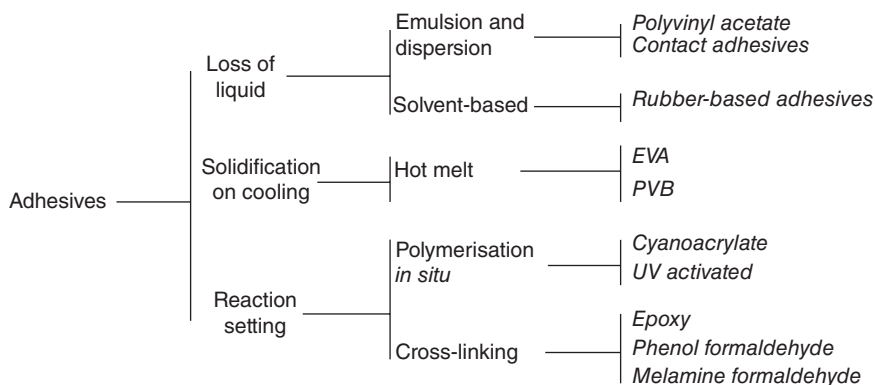 Adhesives
Loss of
liquid
Emulsion and
dispersion
Polyvinyl acetate
Contact adhesives
Solvent-based
Rubber-based adhesives
Solidification
on cooling
Hot melt
EVA
PVB
Reaction
setting
Polymerisation
in situ
Cyanoacrylate
UV activated
Cross-linking
Epoxy
Phenol formaldehyde
Melamine formaldehyde